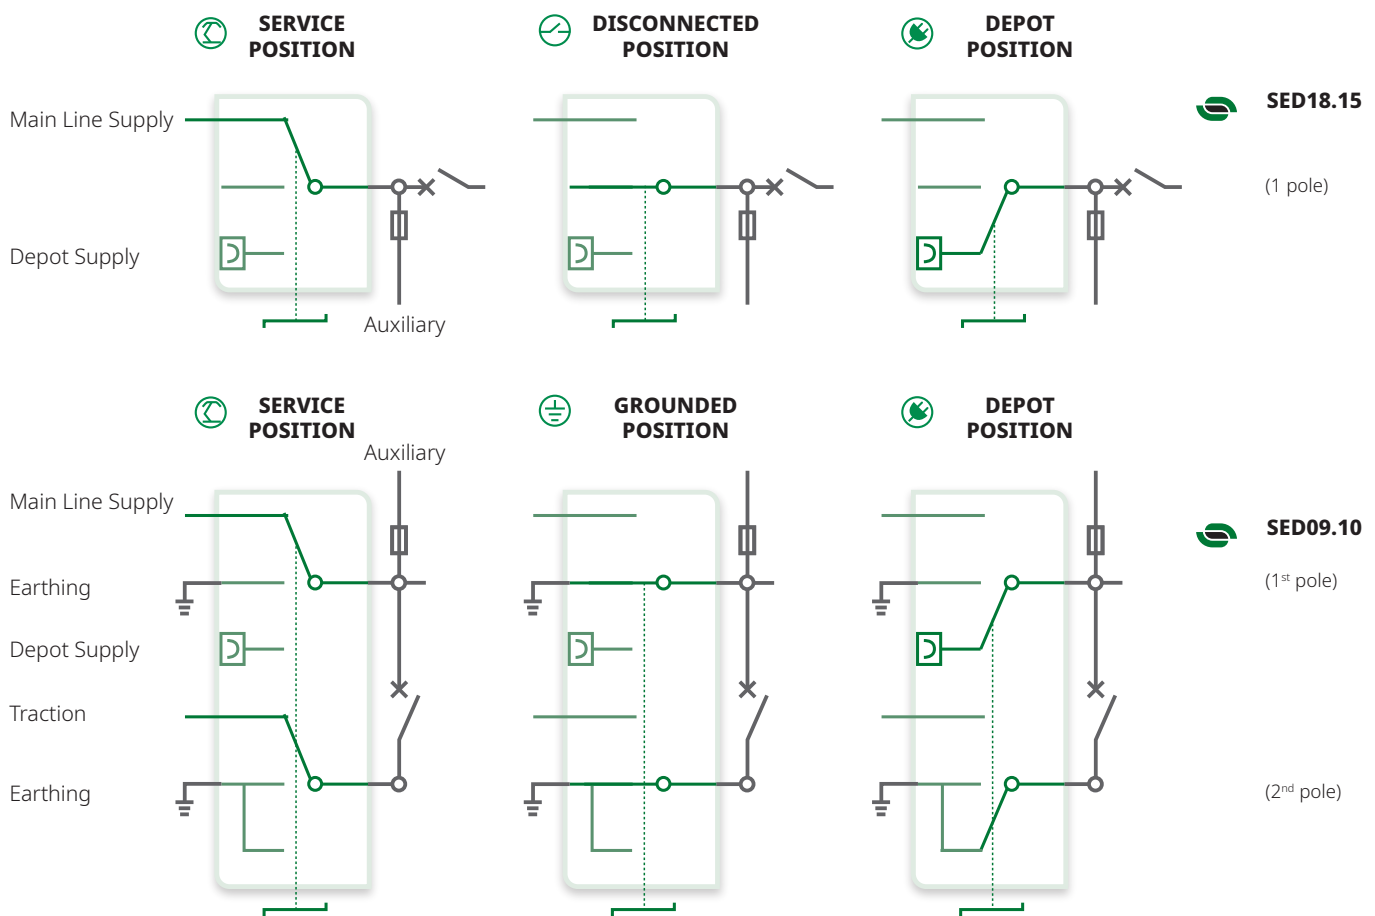 SERVICE
POSITION
DISCONNECTED
POSITION
DEPOT
POSITION
Main Line Supply
SED18.15
(1 pole)
Depot Supply
Auxiliary
SERVICE
POSITION
GROUNDED
POSITION
DEPOT
POSITION
Auxiliary
Main Line Supply
SED09.10
Earthing
(1st pole)
Depot Supply
Traction
Earthing
(2nd pole)